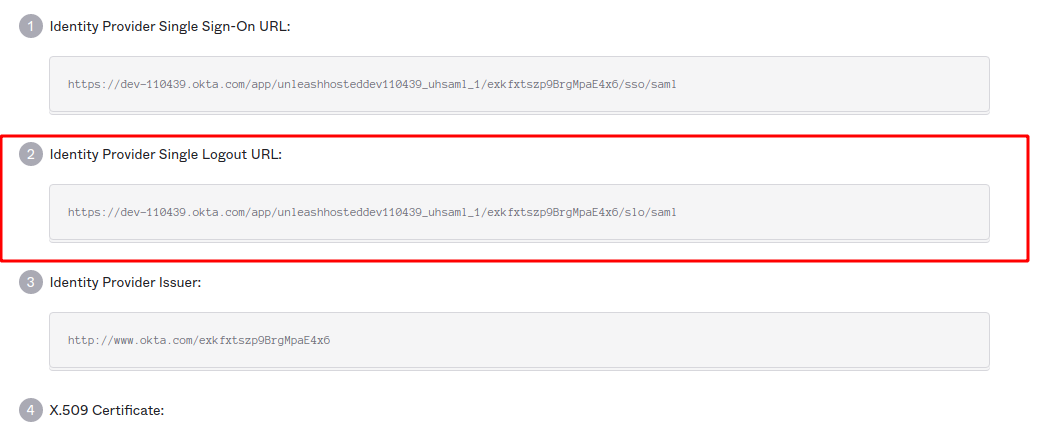 1 Identity Provider Single Sign-On URL:
https://dev-110439.okta.com/app/unleashhosteddev110439_uhsaml_1/exkfxtszp9BrgMpaE4x6/sso/saml
2 Identity Provider Single Logout URL:
https://dev-110439.okta.com/app/unleashhosteddev110439_uhsaml_1/exkfxtszp9BrgMpaE4x6/slo/saml
3 Identity Provider Issuer:
http://www.okta.com/exkfxtszp9BrgMpaE4x6
4 X.509 Certificate: